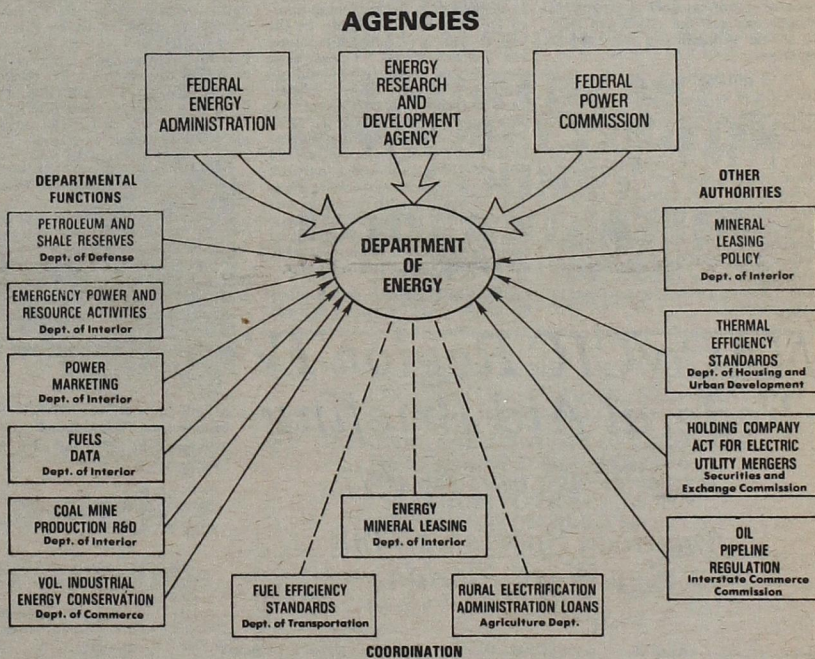 AGENCIES
FEDERAL
ENERGY
ADMINISTRATION
ENERGY
RESEARCH
AND
DEVELOPMENT
AGENCY
FEDERAL
POWER
COMMISSION
DEPARTMENTAL
FUNCTIONS
PETROLEUM AND
SHALE RESERVES
Dept. of Defense
EMERGENCY POWER AND
RESOURCE ACTIVITIES
Dept. of Interior
POWER
MARKETING
Dept. of Interior
FUELS
DATA
Dept. of Interior
COAL MINE
PRODUCTION R&D
Dept. of Interior
VOL. INDUSTRIAL
ENERGY CONSERVATION
Dept. of Commerce
DEPARTMENT
OF
ENERGY
OTHER
AUTHORITIES
MINERAL
LEASING
POLICY
Dept. of Interior
THERMAL
EFFICIENCY
STANDARDS
Dept. of Housing and
Urban Development
HOLDING COMPANY
ACT FOR ELECTRIC
UTILITY MERGERS
Securities and
Exchange Commission
OIL
PIPELINE
REGULATION
Interstate Commerce
Commission
ENERGY
MINERAL LEASING
Dept. of Interior
FUEL EFFICIENCY
STANDARDS
Dept. of Transportation
RURAL ELECTRIFICATION
ADMINISTRATION LOANS
Agriculture Dept.
COORDINATION